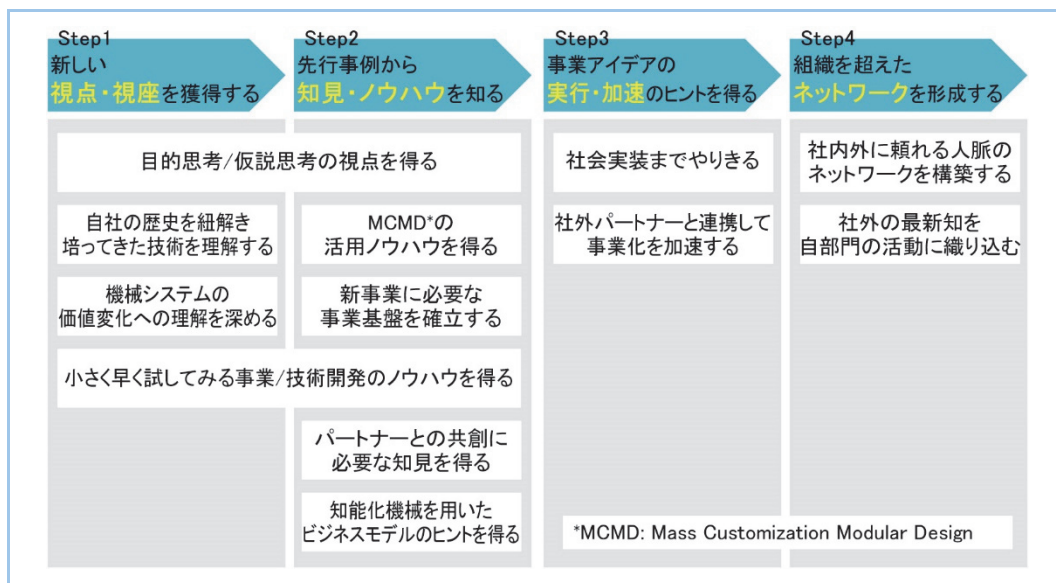 Step1
新しい
視点・視座を獲得する
Step2
先行事例から
知見・ノウハウを知る
Step3
事業アイデアの
実行・加速のヒントを得る
Step4
組織を超えた
ネットワークを形成する
目的思考/仮説思考の視点を得る
自社の歴史を紐解き
培ってきた技術を理解する
機械システムの
価値変化への理解を深める
MCMD*の
活用ノウハウを得る
新事業に必要な
事業基盤を確立する
小さく早く試してみる事業/技術開発のノウハウを得る
パートナーとの共創に
必要な知見を得る
知能化機械を用いた
ビジネスモデルのヒントを得る
社会実装までやりきる
社外パートナーと連携して
事業化を加速する
社内外に頼れる人脈の
ネットワークを構築する
社外の最新知を
自部門の活動に織り込む
*MCMD: Mass Customization Modular Design